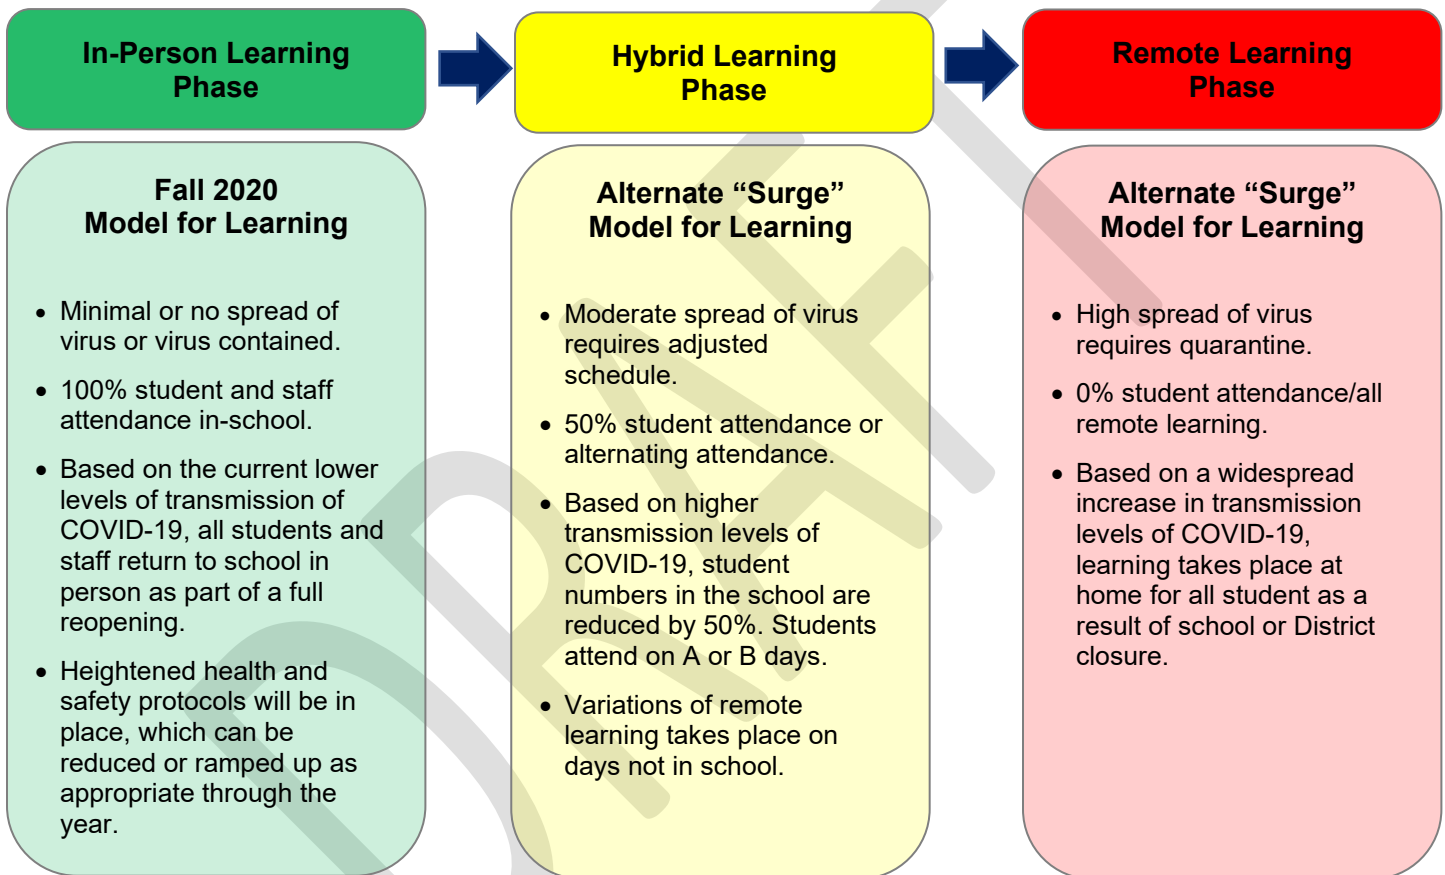 In-Person Learning
Phase
Hybrid Learning
Phase
Remote Learning
Phase
Fall 2020
Model for Learning
• Minimal or no spread of
virus or virus contained.
• 100% student and staff
attendance in-school.
• Based on the current lower
levels of transmission of
COVID-19, all students and
staff return to school in
person as part of a full
reopening.
• Heightened health and
safety protocols will be in
place, which can be
reduced or ramped up as
appropriate through the
year.
Alternate “Surge”
Model for Learning
• Moderate spread of virus
requires adjusted
schedule.
• 50% student attendance or
alternating attendance.
• Based on higher
transmission levels of
COVID-19, student
numbers in the school are
reduced by 50%. Students
attend on A or B days.
• Variations of remote
learning takes place on
days not in school.
Alternate “Surge”
Model for Learning
• High spread of virus
requires quarantine.
• 0% student attendance/all
remote learning.
• Based on a widespread
increase in transmission
levels of COVID-19,
learning takes place at
home for all student as a
result of school or District
closure.
DRAFT